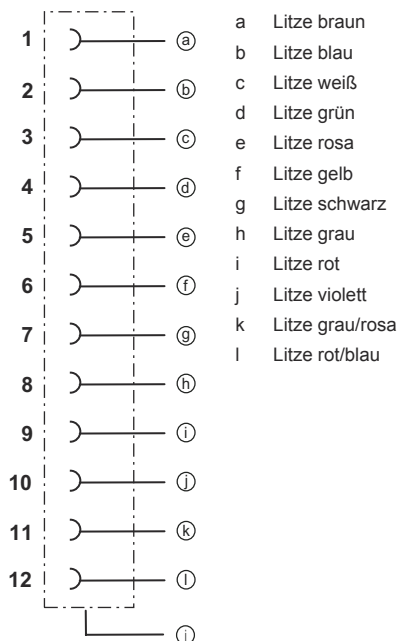 1 ⓐ
2 ⓑ
3 ⓒ
4 ⓓ
5 ⓔ
6 ⓕ
7 ⓖ
8 ⓗ
9 ⓘ
10 ⓙ
11 ⓚ
12 ⓛ
a Litze braun
b Litze blau
c Litze weiß
d Litze grün
e Litze rosa
f Litze gelb
g Litze schwarz
h Litze grau
i Litze rot
j Litze violett
k Litze grau/rosa
l Litze rot/blau